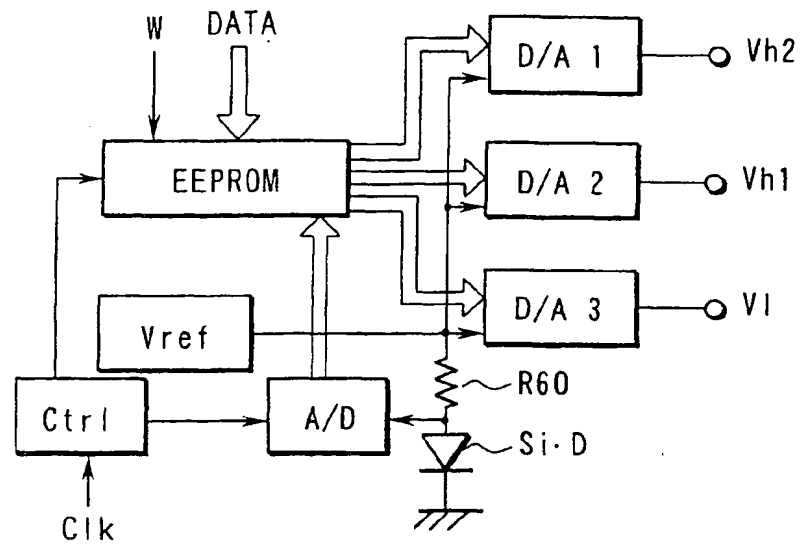 W DATA
D/A 1 Vh2
EEPROM
D/A 2 Vh1
Vref
D/A 3 Vl
R60
Ctrl
A/D
Si·D
Clk